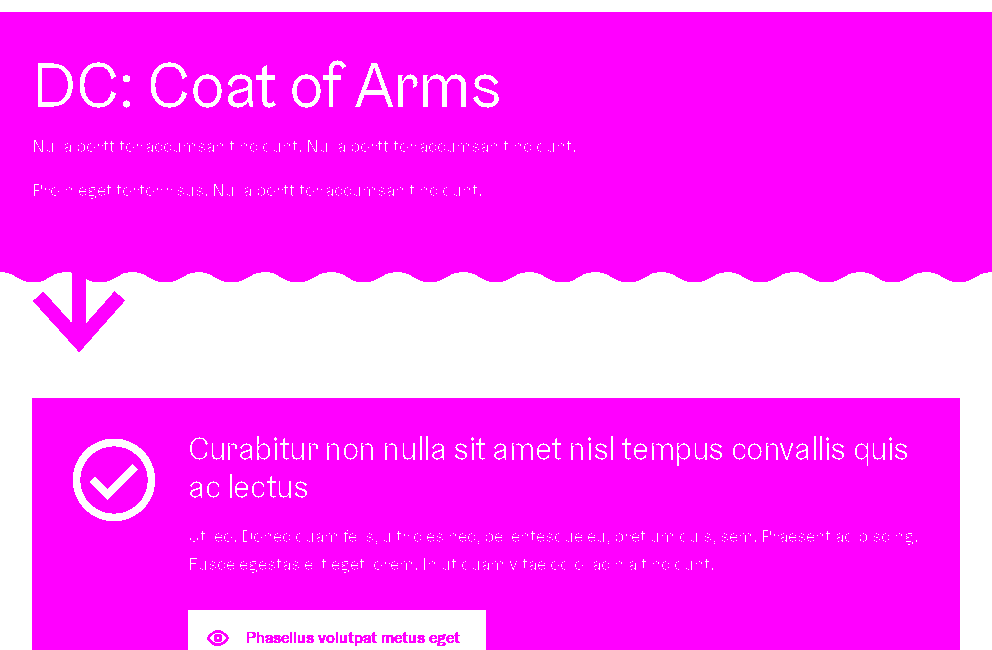 DC: Coat of Arms
Nulla porttitor accumsan tincidunt. Nulla porttitor accumsan tincidunt.
Proin eget tortor risus. Nulla porttitor accumsan tincidunt.
Curabitur non nulla sit amet nisl tempus convallis quis
ac lectus
Ut leo. Donec quam felis, ultricies nec, pellentesque eu, pretium quis, sem. Praesent adipiscing.
Fusce egestas elit eget lorem. In ut quam vitae odio lacinia tincidunt.
Phasellus volutpat metus eget